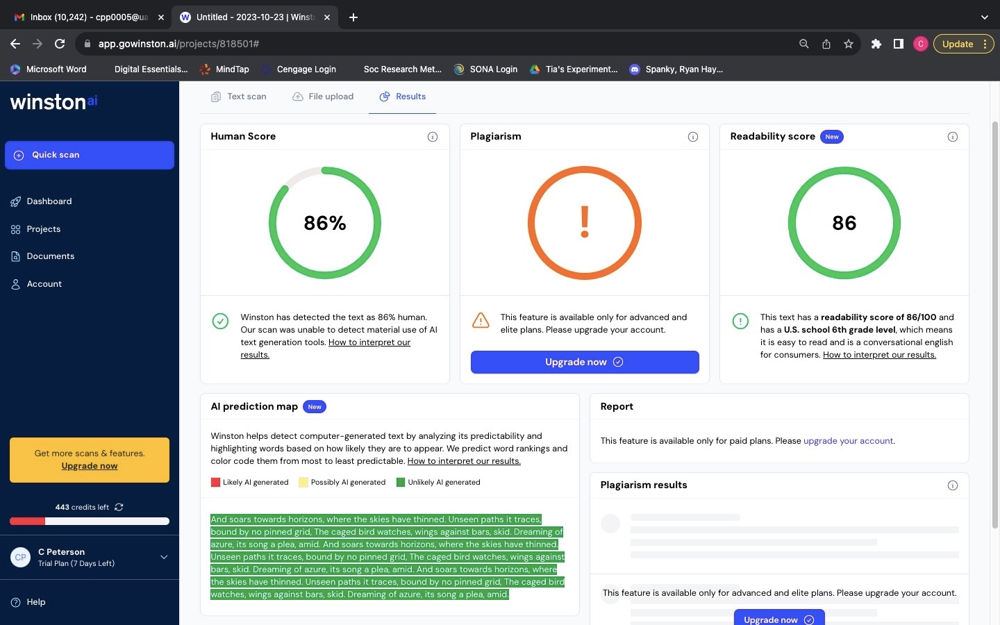 Inbox (10,242) - cpp0005@ua
Untitled - 2023-10-23 | Winst
app.gowinston.ai/projects/818501#
C
Update
Microsoft Word
Digital Essentials...
MindTap
Cengage Login
Soc Research Met...
SONA Login
Tia's Experiment...
Spanky, Ryan Hay...
winston ai
Quick scan
Dashboard
Projects
Documents
Account
Get more scans & features.
Upgrade now
443 credits left
CP
C Peterson
Trial Plan (7 Days Left)
Help
Text scan
File upload
Results
Human Score
86%
Winston has detected the text as 86% human.
Our scan was unable to detect material use of AI
text generation tools. How to interpret our
results.
Plagiarism
!
This feature is available only for advanced and
elite plans. Please upgrade your account.
Upgrade now
Readability score New
86
This text has a readability score of 86/100 and
has a U.S. school 6th grade level, which means
it is easy to read and is a conversational english
for consumers. How to interpret our results.
AI prediction map New
Winston helps detect computer-generated text by analyzing its predictability and
highlighting words based on how likely they are to appear. We predict word rankings and
color code them from most to least predictable. How to interpret our results.
Likely AI generated
Possibly AI generated
Unlikely AI generated
And soars towards horizons, where the skies have thinned. Unseen paths it traces,
bound by no pinned grid, The caged bird watches, wings against bars, skid. Dreaming of
azure, its song a plea, amid. And soars towards horizons, where the skies have thinned.
Unseen paths it traces, bound by no pinned grid, The caged bird watches, wings against
bars, skid. Dreaming of azure, its song a plea, amid. And soars towards horizons, where
the skies have thinned. Unseen paths it traces, bound by no pinned grid, The caged bird
watches, wings against bars, skid. Dreaming of azure, its song a plea, amid.
Report
This feature is available only for paid plans. Please upgrade your account.
Plagiarism results
This feature is available only for advanced and elite plans. Please upgrade your account.
Upgrade now